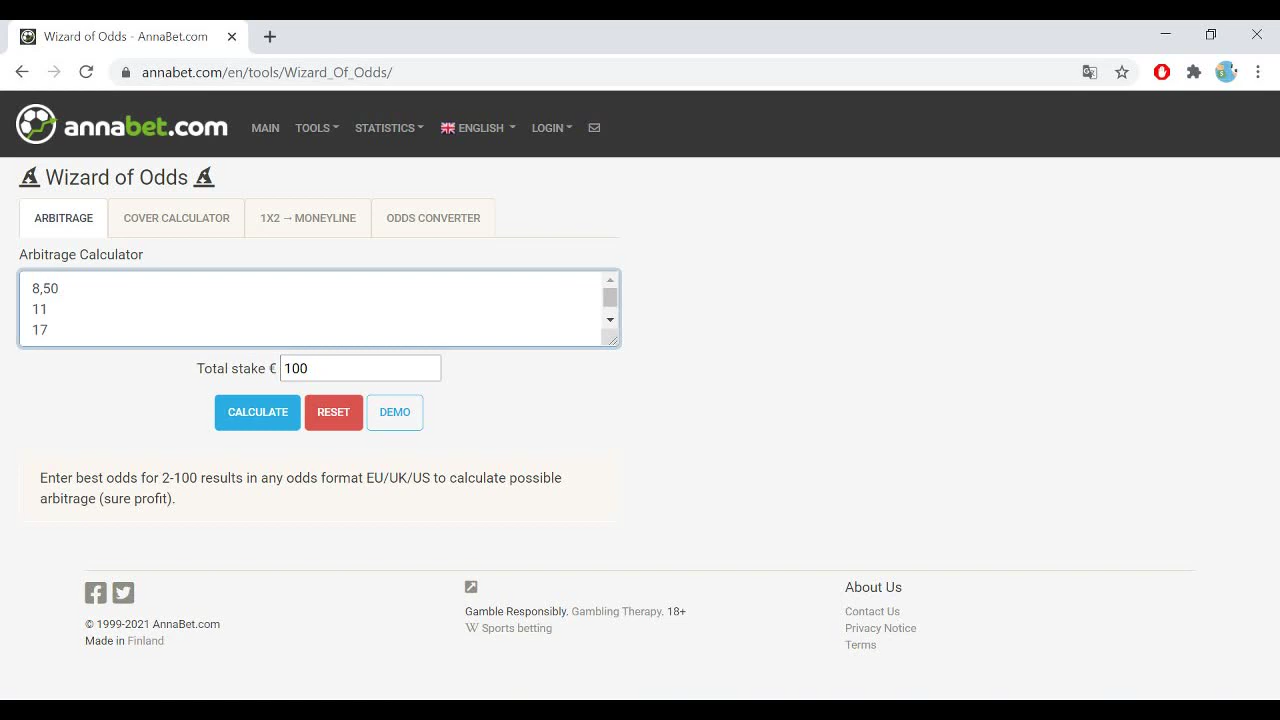 Wizard of Odds - AnnaBet.com
annabet.com/en/tools/Wizard_Of_Odds/
annabet.com MAIN TOOLS STATISTICS ENGLISH LOGIN
Wizard of Odds
ARBITRAGE COVER CALCULATOR 1X2 → MONEYLINE ODDS CONVERTER
Arbitrage Calculator
8,50
11
17
Total stake € 100
CALCULATE RESET DEMO
Enter best odds for 2-100 results in any odds format EU/UK/US to calculate possible
arbitrage (sure profit).
© 1999-2021 AnnaBet.com
Made in Finland
Gamble Responsibly. Gambling Therapy. 18+
W Sports betting
About Us
Contact Us
Privacy Notice
Terms